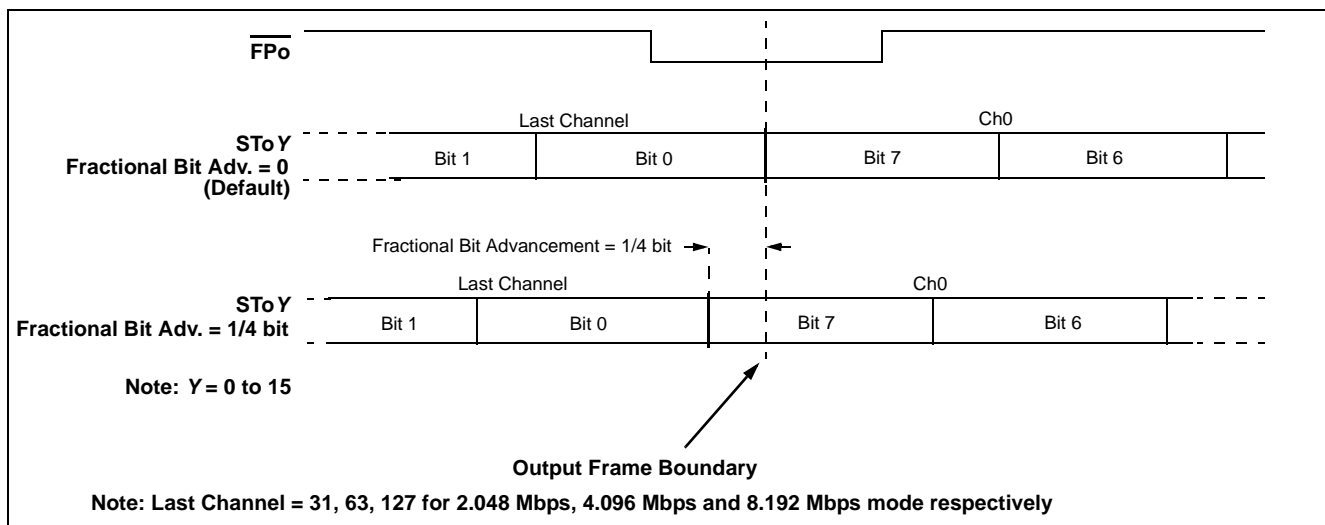 FPo
Last Channel Ch0
SToY
Fractional Bit Adv. = 0
(Default)
Bit 1 Bit 0 Bit 7 Bit 6
Fractional Bit Advancement = 1/4 bit
Last Channel Ch0
SToY
Fractional Bit Adv. = 1/4 bit
Bit 1 Bit 0 Bit 7 Bit 6
Note: Y = 0 to 15
Output Frame Boundary
Note: Last Channel = 31, 63, 127 for 2.048 Mbps, 4.096 Mbps and 8.192 Mbps mode respectively